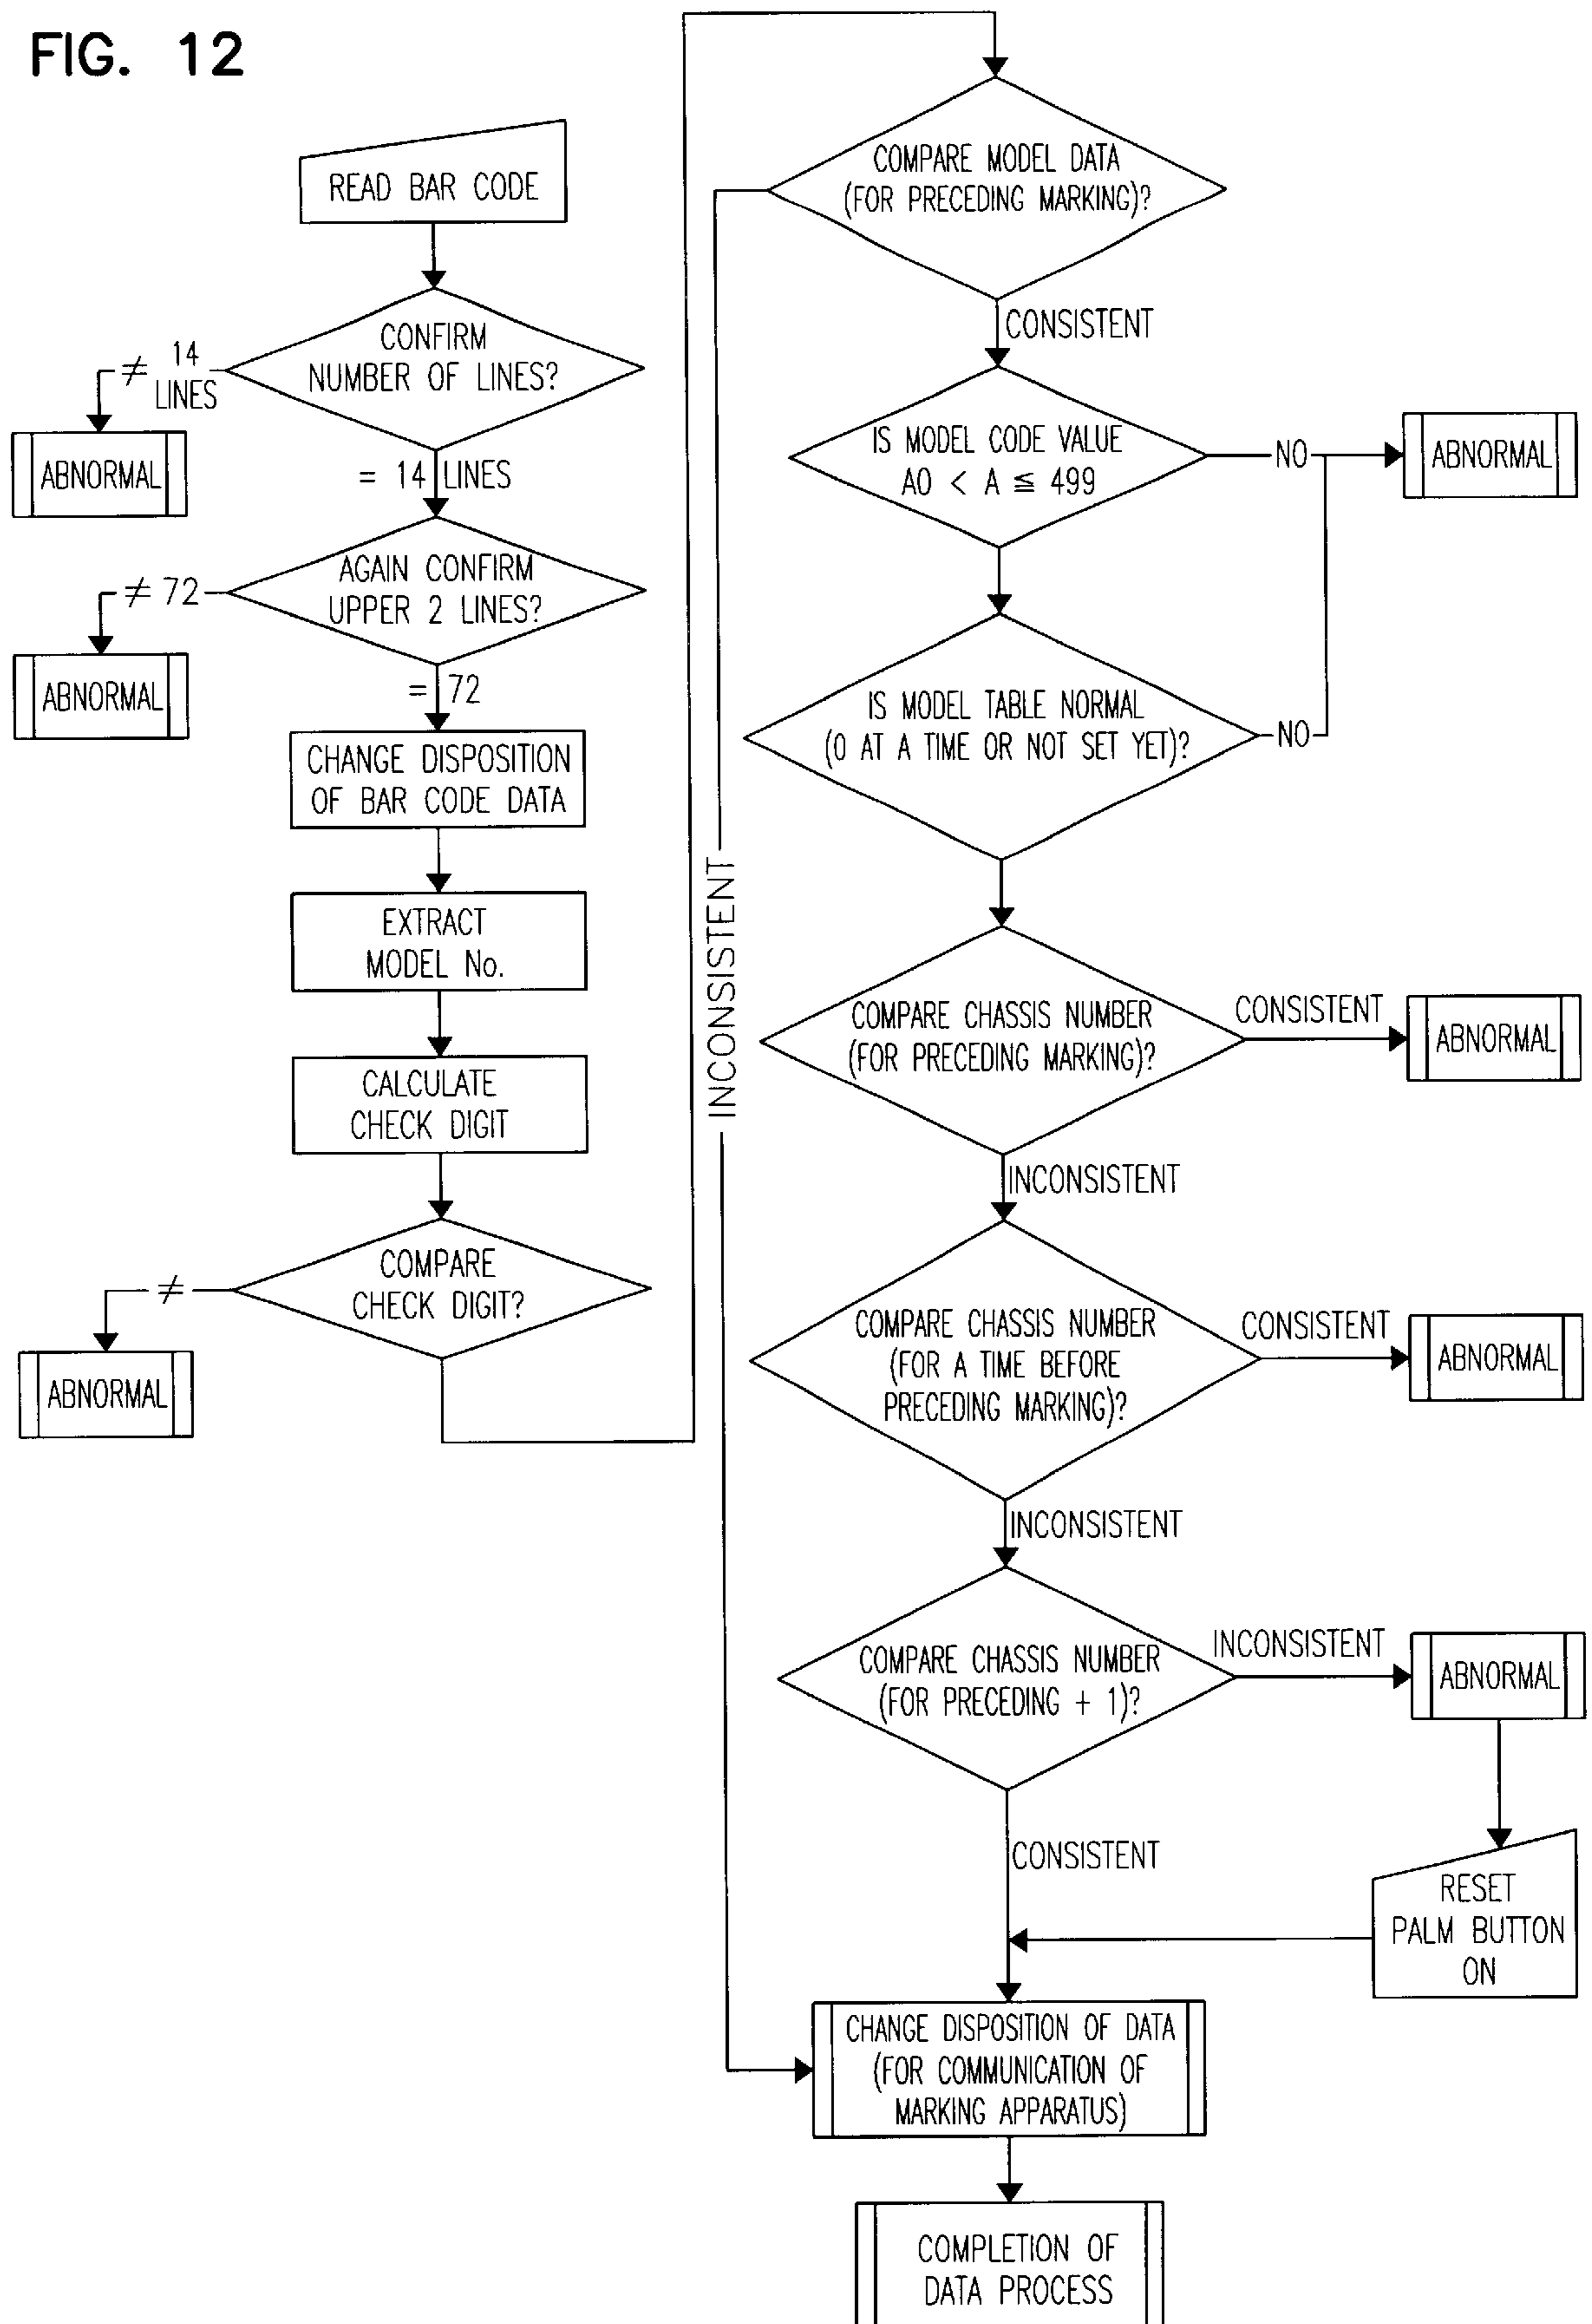 FIG. 12
READ BAR CODE
CONFIRM
NUMBER OF LINES?
≠ 14
LINES
ABNORMAL
= 14 LINES
AGAIN CONFIRM
UPPER 2 LINES?
≠ 72
ABNORMAL
= 72
CHANGE DISPOSITION
OF BAR CODE DATA
EXTRACT
MODEL No.
CALCULATE
CHECK DIGIT
COMPARE
CHECK DIGIT?
≠
ABNORMAL
COMPARE MODEL DATA
(FOR PRECEDING MARKING)?
INCONSISTENT
CONSISTENT
IS MODEL CODE VALUE
A0 < A ≦ 499
NO
ABNORMAL
IS MODEL TABLE NORMAL
(0 AT A TIME OR NOT SET YET)?
NO
COMPARE CHASSIS NUMBER
(FOR PRECEDING MARKING)?
CONSISTENT
ABNORMAL
INCONSISTENT
COMPARE CHASSIS NUMBER
(FOR A TIME BEFORE
PRECEDING MARKING)?
CONSISTENT
ABNORMAL
INCONSISTENT
COMPARE CHASSIS NUMBER
(FOR PRECEDING + 1)?
INCONSISTENT
ABNORMAL
CONSISTENT
RESET
PALM BUTTON
ON
CHANGE DISPOSITION OF DATA
(FOR COMMUNICATION OF
MARKING APPARATUS)
COMPLETION OF
DATA PROCESS